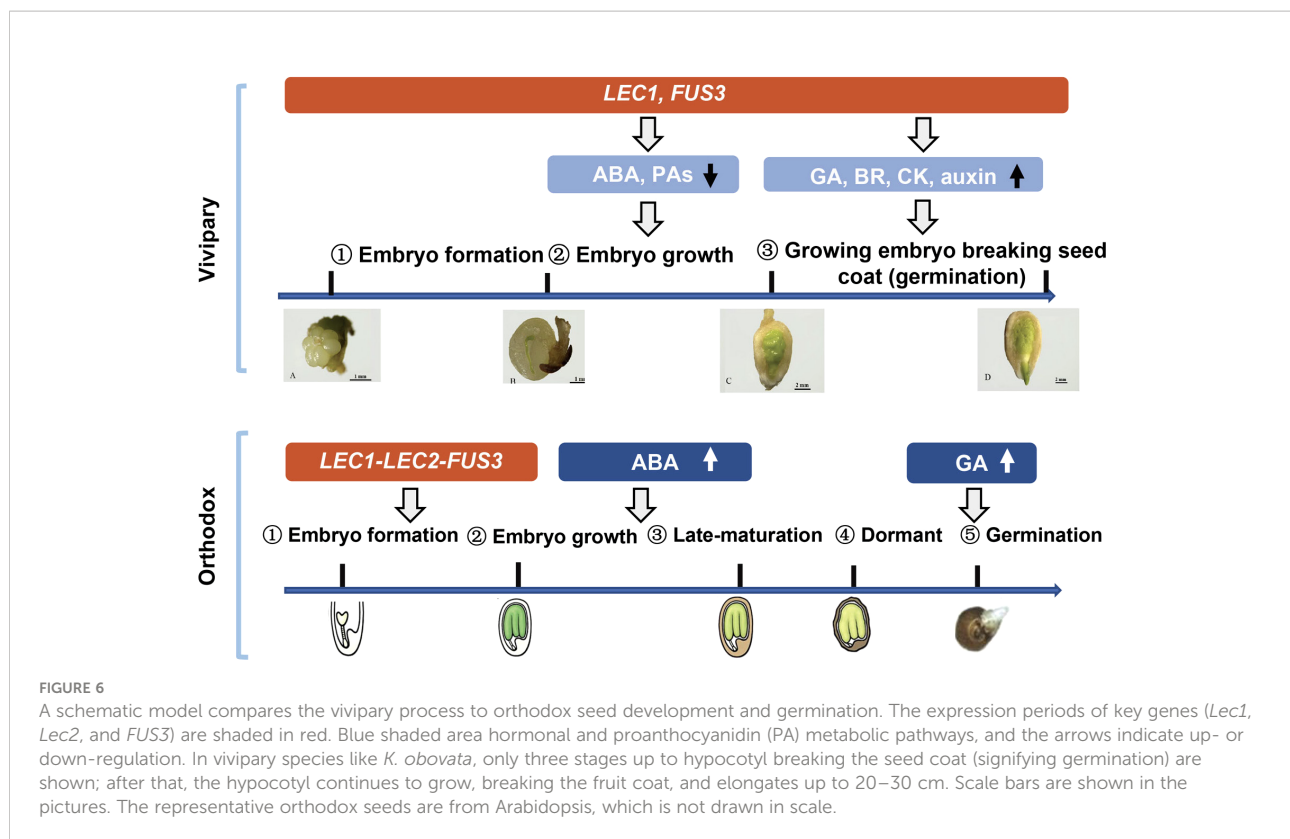 Vivipary
LEC1, FUS3
ABA, PAs
GA, BR, CK, auxin
① Embryo formation ② Embryo growth ③ Growing embryo breaking seed
coat (germination)
A 1 mm
B 1 m
C 2 mm
D 2 mm
Orthodox
LEC1-LEC2-FUS3
ABA
GA
① Embryo formation ② Embryo growth ③ Late-maturation ④ Dormant ⑤ Germination
FIGURE 6
A schematic model compares the vivipary process to orthodox seed development and germination. The expression periods of key genes (Lec1,
Lec2, and FUS3) are shaded in red. Blue shaded area hormonal and proanthocyanidin (PA) metabolic pathways, and the arrows indicate up- or
down-regulation. In vivipary species like K. obovata, only three stages up to hypocotyl breaking the seed coat (signifying germination) are
shown; after that, the hypocotyl continues to grow, breaking the fruit coat, and elongates up to 20–30 cm. Scale bars are shown in the
pictures. The representative orthodox seeds are from Arabidopsis, which is not drawn in scale.